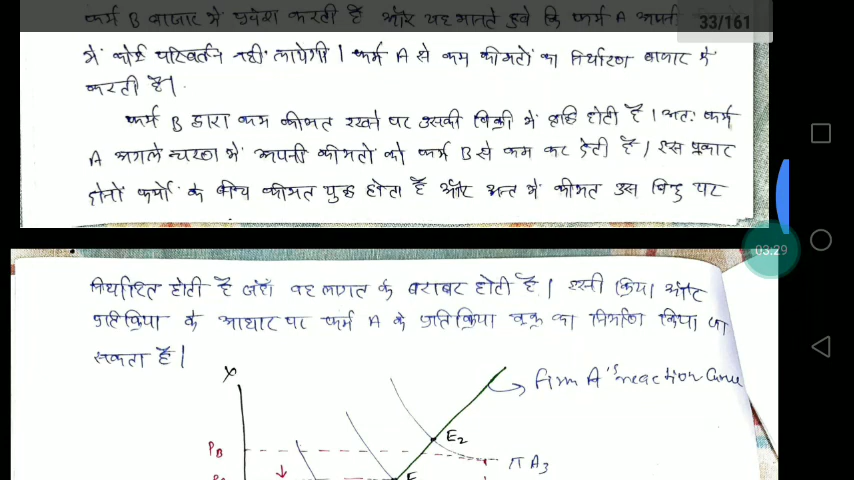 फर्म B बाजार में प्रवेश करती है और यह मानते हुवे कि फर्म A अपनी
33/161
में कोई परिवर्तन नहीं लायेगी। फर्म A से कम कीमतों का निर्धारण बाजार में
करती है।
फर्म B द्वारा कम कीमत रखने पर उसकी बिक्री में वृद्धि होती है। अतः फर्म
A अगले चरण में अपनी कीमतों को फर्म B से कम कर देती है। इस प्रकार
दोनों फर्मों के बीच कीमत युद्ध होता है और अन्त में कीमत उस बिन्दु पर
03:29
निर्धारित होती है जहाँ वह लागत के बराबर होती है। इसी क्रिया और
प्रतिक्रिया के आधार पर फर्म A के प्रतिक्रिया वक्र का निर्माण किया जा
सकता है।
Firm A's reaction Curve
E2
PB
πA3
E